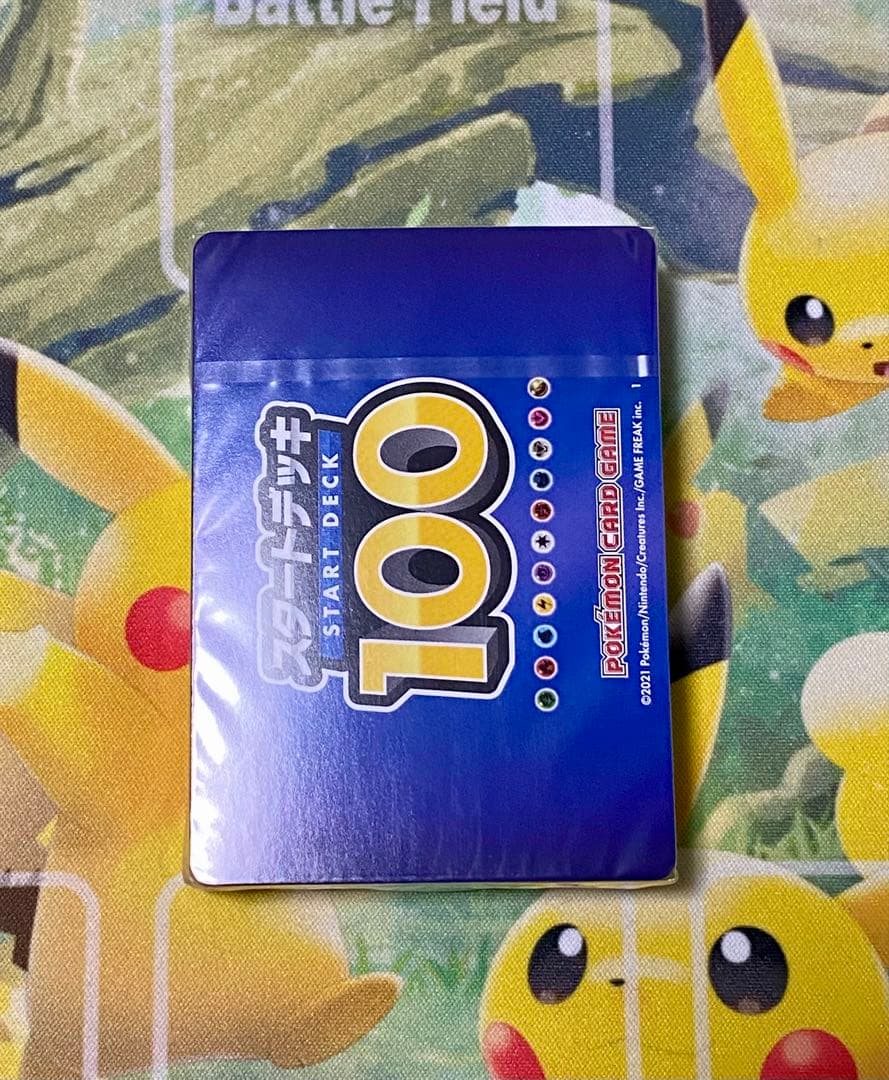 Battle Field
スタートデッキ
START DECK
100
POKÉMON CARD GAME
©2021 Pokémon/Nintendo/Creatures Inc./GAME FREAK inc. 1